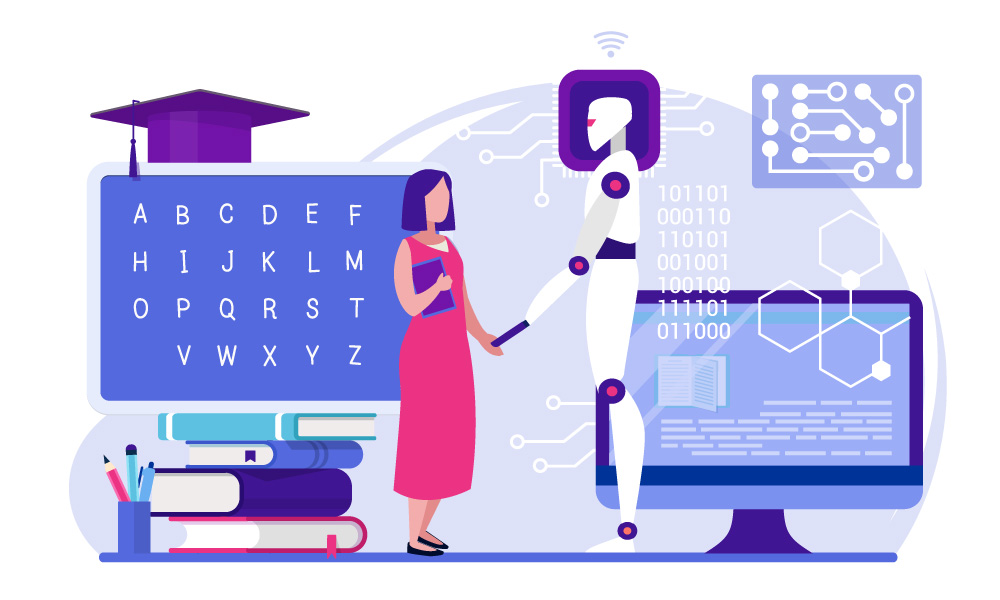 A B C D E F
H I J K L M
O P Q R S T
V W X Y Z
101101
000110
110101
001001
100100
111101
011000